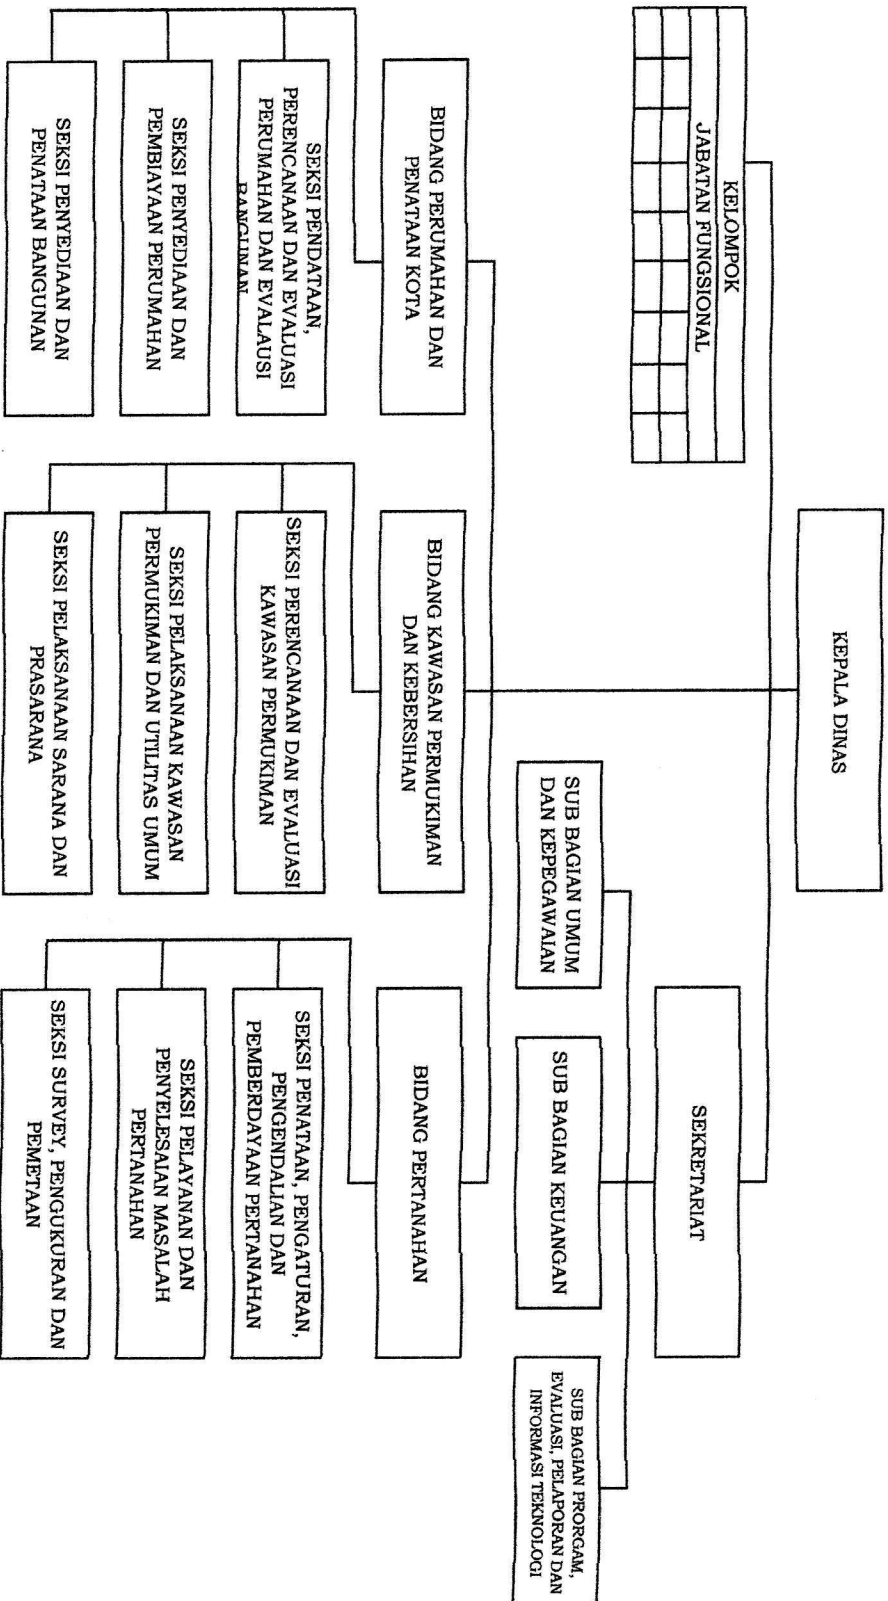 KEPALA DINAS
KELOMPOK
JABATAN FUNGSIONAL
SEKRETARIAT
SUB BAGIAN UMUM
DAN KEPEGAWAIAN
SUB BAGIAN KEUANGAN
SUB BAGIAN PRORGAM,
EVALUASI, PELAPORAN DAN
INFORMASI TEKNOLOGI
BIDANG PERUMAHAN DAN
PENATAAN KOTA
SEKSI PENDATAAN,
PERENCANAAN DAN EVALUASI
PERUMAHAN DAN EVALAUSI
BANGUNAN
SEKSI PENYEDIAAN DAN
PEMBIAYAAN PERUMAHAN
SEKSI PENYEDIAAN DAN
PENATAAN BANGUNAN
BIDANG KAWASAN PERMUKIMAN
DAN KEBERSIHAN
SEKSI PERENCANAAN DAN EVALUASI
KAWASAN PERMUKIMAN
SEKSI PELAKSANAAN KAWASAN
PERMUKIMAN DAN UTILITAS UMUM
SEKSI PELAKSANAAN SARANA DAN
PRASARANA
BIDANG PERTANAHAN
SEKSI PENATAAN, PENGATURAN,
PENGENDALIAN DAN
PEMBERDAYAAN PERTANAHAN
SEKSI PELAYANAN DAN
PENYELESAIAN MASALAH
PERTANAHAN
SEKSI SURVEY, PENGUKURAN DAN
PEMETAAN